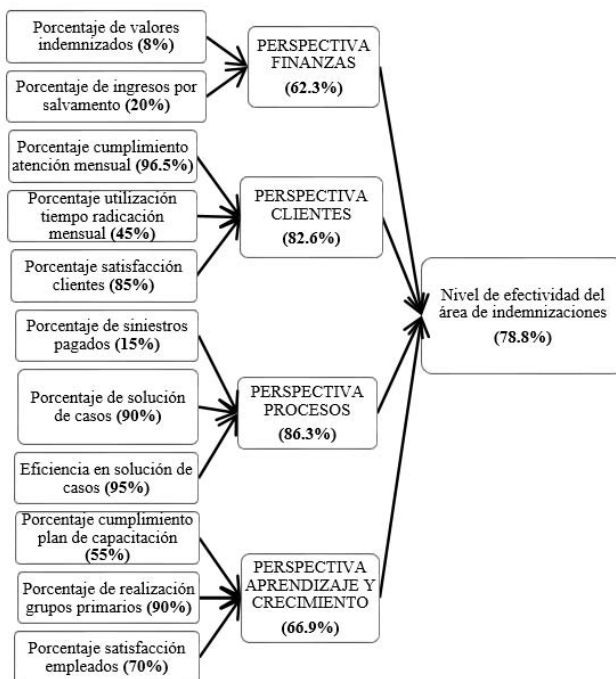 Porcentaje de valores
indemnizados (8%)
Porcentaje de ingresos por
salvamento (20%)
PERSPECTIVA
FINANZAS
(62.3%)
Porcentaje cumplimiento
atención mensual (96.5%)
Porcentaje utilización
tiempo radicación
mensual (45%)
Porcentaje satisfacción
clientes (85%)
PERSPECTIVA
CLIENTES
(82.6%)
Porcentaje de siniestros
pagados (15%)
Porcentaje de solución
de casos (90%)
Eficiencia en solución de
casos (95%)
PERSPECTIVA
PROCESOS
(86.3%)
Porcentaje cumplimiento
plan de capacitación
(55%)
Porcentaje de realización
grupos primarios (90%)
Porcentaje satisfacción
empleados (70%)
PERSPECTIVA
APRENDIZAJE Y
CRECIMIENTO
(66.9%)
Nivel de efectividad del
área de indemnizaciones
(78.8%)